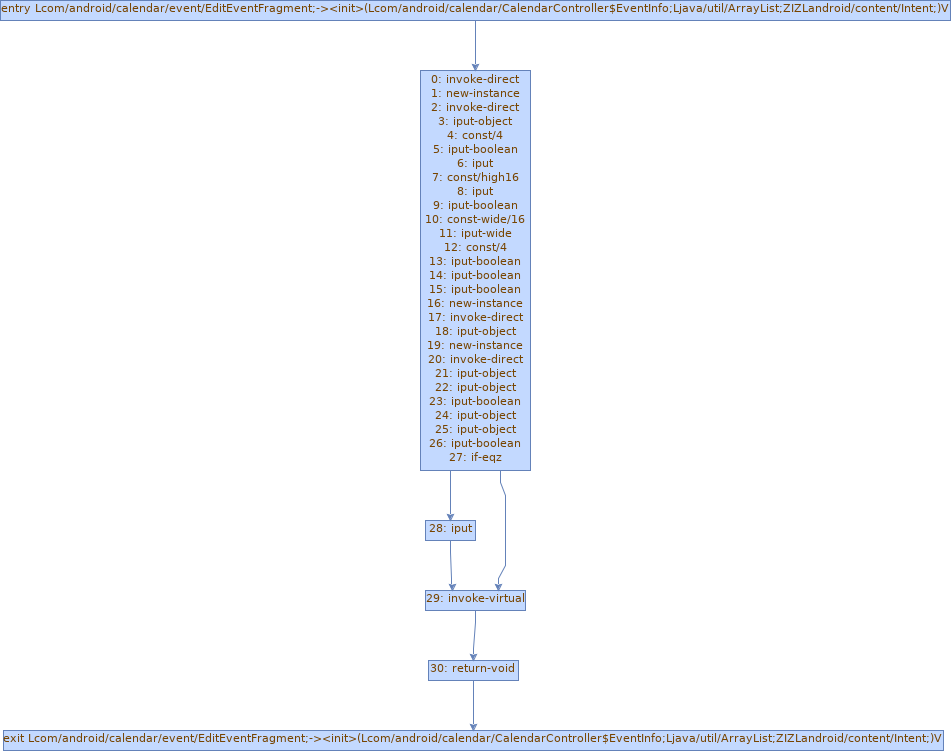 entry Lcom/android/calendar/event/EditEventFragment;-><init>(Lcom/android/calendar/CalendarController$EventInfo;Ljava/util/ArrayList;ZIZLandroid/content/Intent;)V
0: invoke-direct
1: new-instance
2: invoke-direct
3: iput-object
4: const/4
5: iput-boolean
6: iput
7: const/high16
8: iput
9: iput-boolean
10: const-wide/16
11: iput-wide
12: const/4
13: iput-boolean
14: iput-boolean
15: iput-boolean
16: new-instance
17: invoke-direct
18: iput-object
19: new-instance
20: invoke-direct
21: iput-object
22: iput-object
23: iput-boolean
24: iput-object
25: iput-object
26: iput-boolean
27: if-eqz
28: iput
29: invoke-virtual
30: return-void
exit Lcom/android/calendar/event/EditEventFragment;-><init>(Lcom/android/calendar/CalendarController$EventInfo;Ljava/util/ArrayList;ZIZLandroid/content/Intent;)V